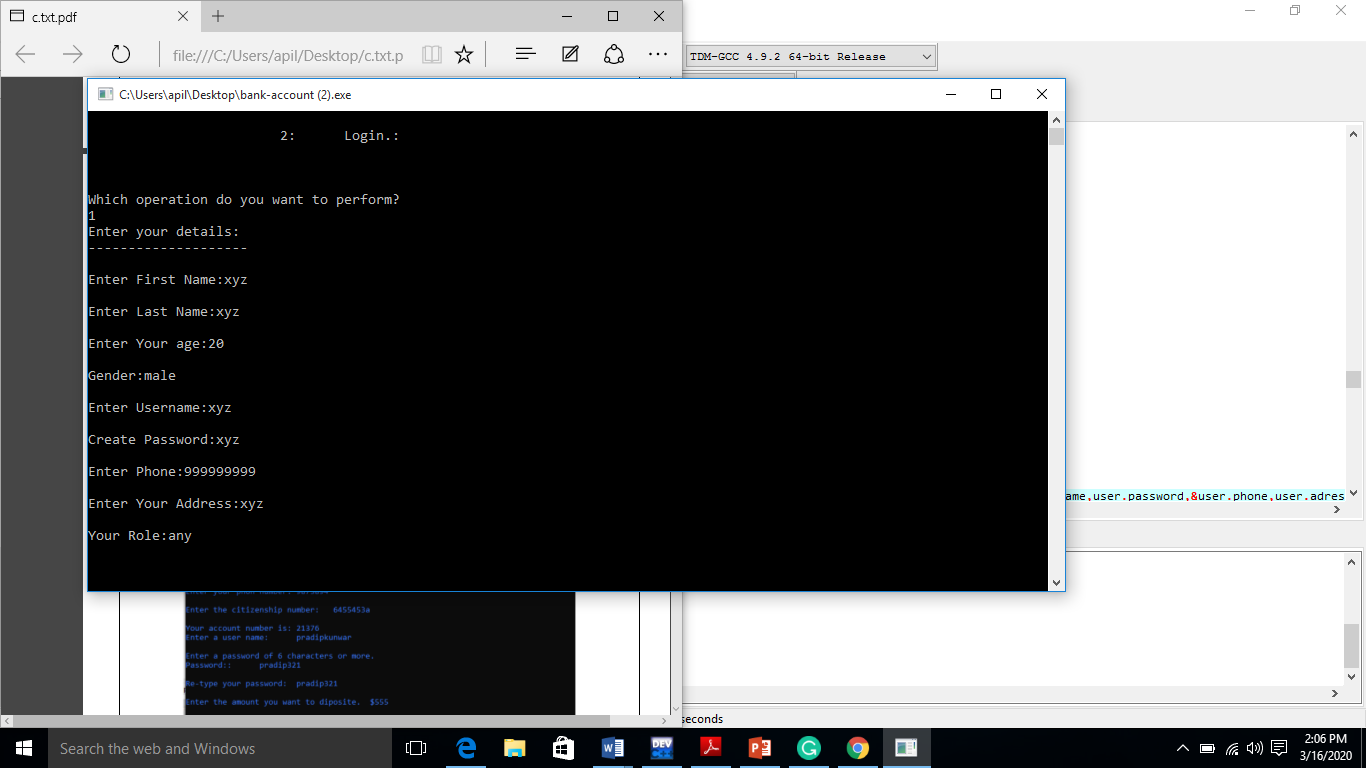 c.txt.pdf
file:///C:/Users/apil/Desktop/c.txt.p
TDM-GCC 4.9.2 64-bit Release
C:\Users\apil\Desktop\bank-account (2).exe
2: Login.:
Which operation do you want to perform?
1
Enter your details:
--------------------
Enter First Name:xyz
Enter Last Name:xyz
Enter Your age:20
Gender:male
Enter Username:xyz
Create Password:xyz
Enter Phone:999999999
Enter Your Address:xyz
Your Role:any
ame,user.password,&user.phone,user.adres
Enter the citizenship number: 6455453a
Your account number is: 21376
Enter a user name: pradipkunwar
Enter a password of 6 characters or more.
Password:: pradip321
Re-type your password: pradip321
Enter the amount you want to diposite. $555
seconds
Search the web and Windows
DEV
2:06 PM
3/16/2020